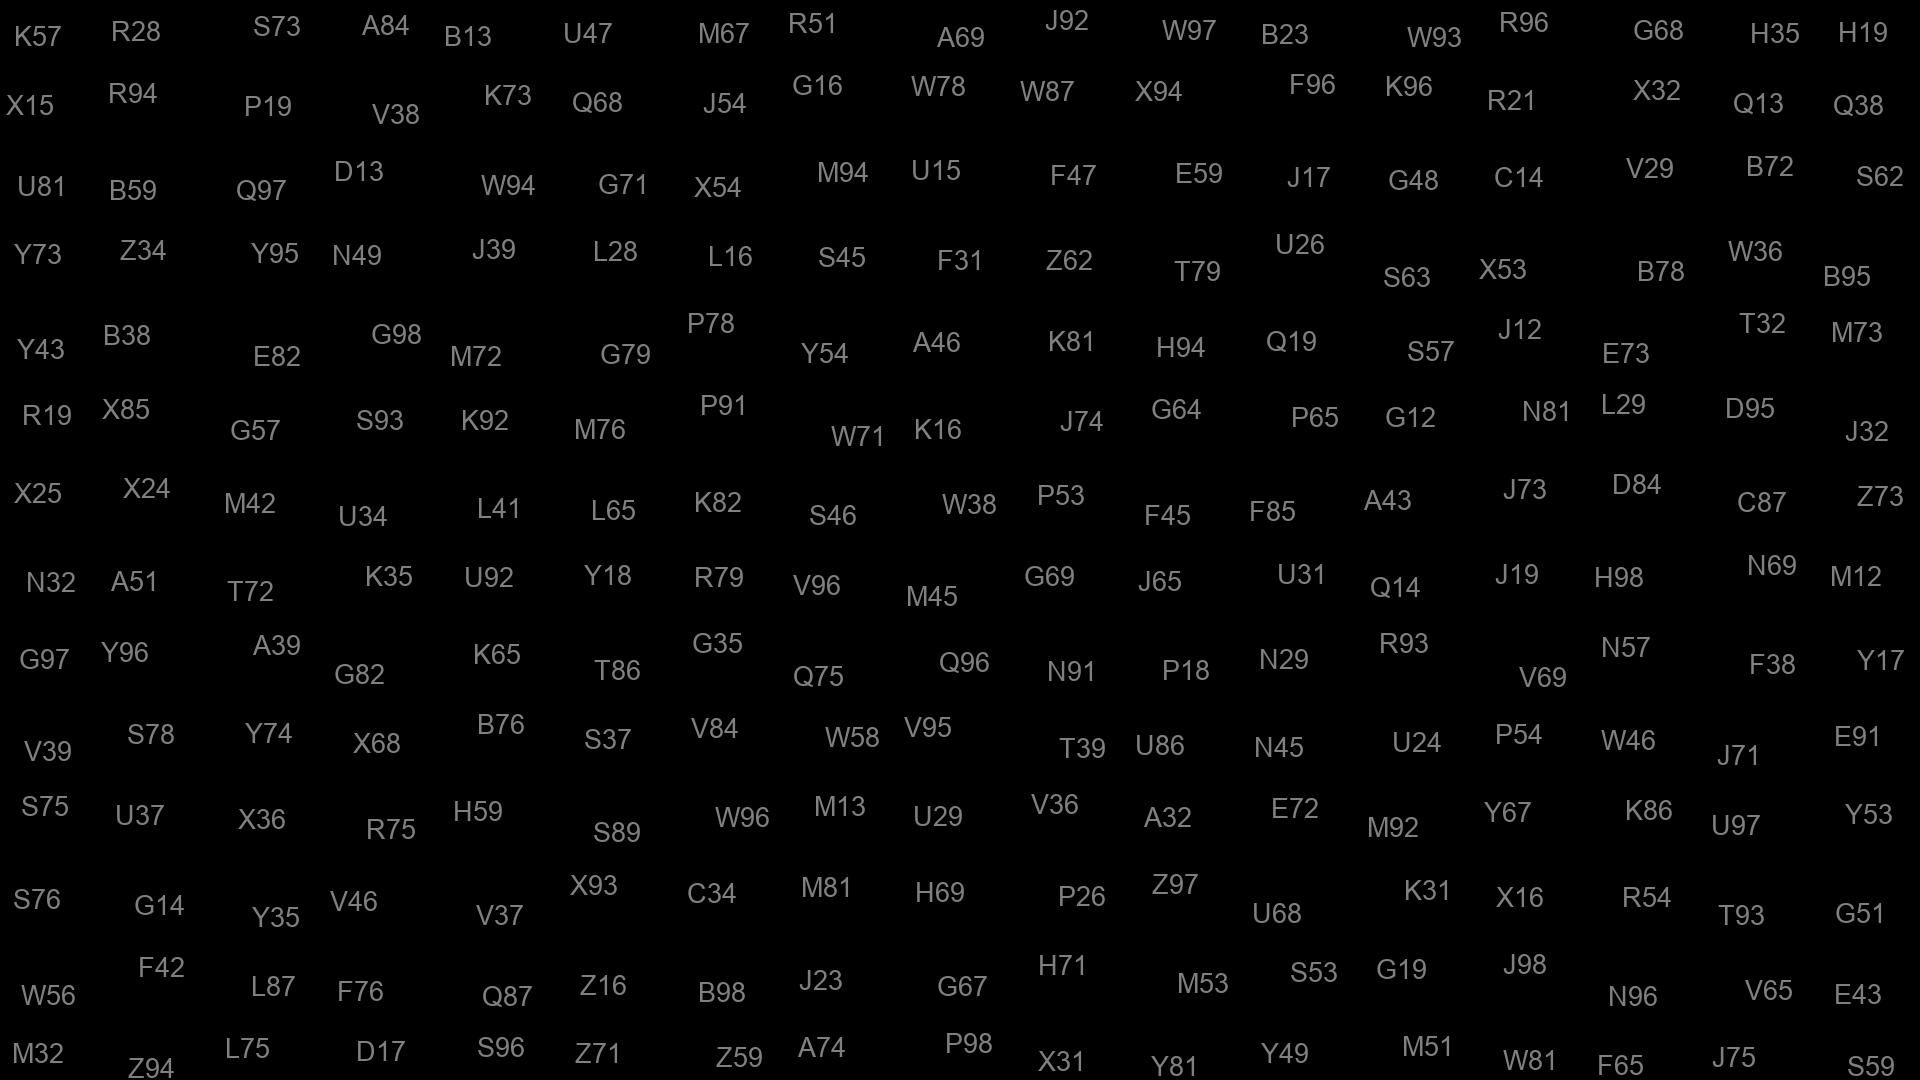 K57 R28 S73 A84 B13 U47 M67 R51 A69 J92 W97 B23 W93 R96 G68 H35 H19
X15 R94 P19 V38 K73 Q68 J54 G16 W78 W87 X94 F96 K96 R21 X32 Q13 Q38
U81 B59 Q97 D13 W94 G71 X54 M94 U15 F47 E59 J17 G48 C14 V29 B72 S62
Y73 Z34 Y95 N49 J39 L28 L16 S45 F31 Z62 T79 U26 S63 X53 B78 W36 B95
Y43 B38 E82 G98 M72 G79 P78 Y54 A46 K81 H94 Q19 S57 J12 E73 T32 M73
R19 X85 G57 S93 K92 M76 P91 W71 K16 J74 G64 P65 G12 N81 L29 D95 J32
X25 X24 M42 U34 L41 L65 K82 S46 W38 P53 F45 F85 A43 J73 D84 C87 Z73
N32 A51 T72 K35 U92 Y18 R79 V96 M45 G69 J65 U31 Q14 J19 H98 N69 M12
G97 Y96 A39 G82 K65 T86 G35 Q75 Q96 N91 P18 N29 R93 V69 N57 F38 Y17
V39 S78 Y74 X68 B76 S37 V84 W58 V95 T39 U86 N45 U24 P54 W46 J71 E91
S75 U37 X36 R75 H59 S89 W96 M13 U29 V36 A32 E72 M92 Y67 K86 U97 Y53
S76 G14 Y35 V46 V37 X93 C34 M81 H69 P26 Z97 U68 K31 X16 R54 T93 G51
W56 F42 L87 F76 Q87 Z16 B98 J23 G67 H71 M53 S53 G19 J98 N96 V65 E43
M32 Z94 L75 D17 S96 Z71 Z59 A74 P98 X31 Y81 Y49 M51 W81 F65 J75 S59